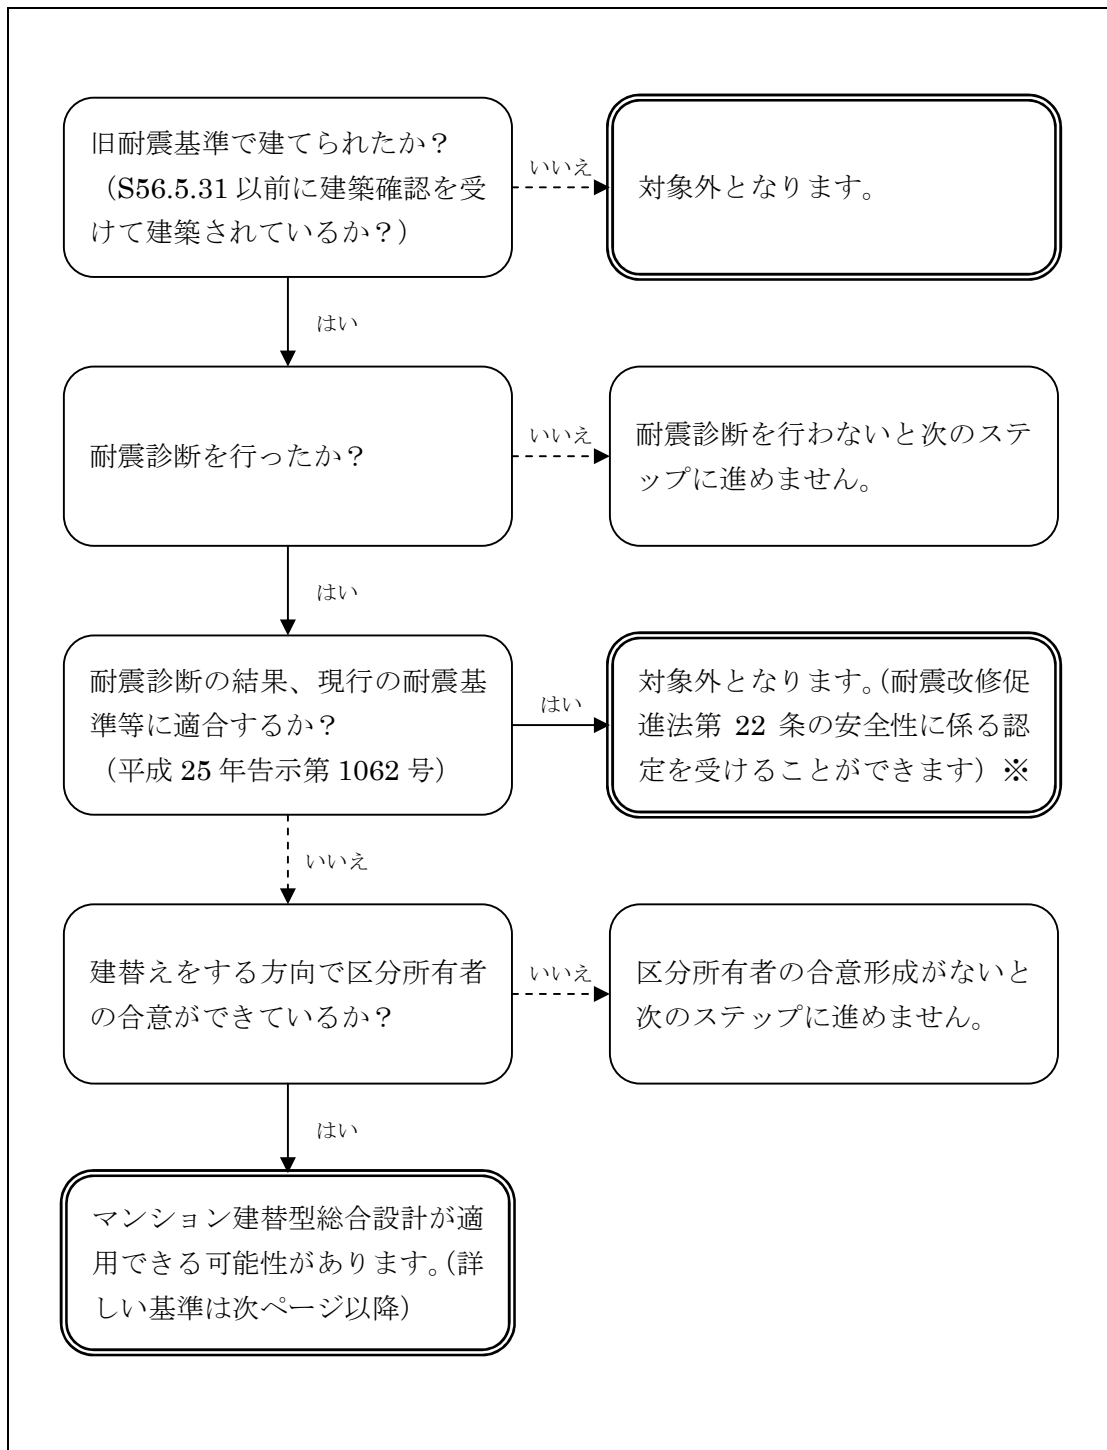 旧耐震基準で建てられたか？
（S56.5.31 以前に建築確認を受
けて建築されているか？）
いいえ
対象外となります。
はい
耐震診断を行ったか？
いいえ
耐震診断を行わないと次のステ
ップに進めません。
はい
耐震診断の結果、現行の耐震基
準等に適合するか？
（平成 25 年告示第 1062 号）
はい
対象外となります。（耐震改修促
進法第 22 条の安全性に係る認
定を受けることができます）※
いいえ
建替えをする方向で区分所有者
の合意ができているか？
いいえ
区分所有者の合意形成がないと
次のステップに進めません。
はい
マンション建替型総合設計が適
用できる可能性があります。（詳
しい基準は次ページ以降）